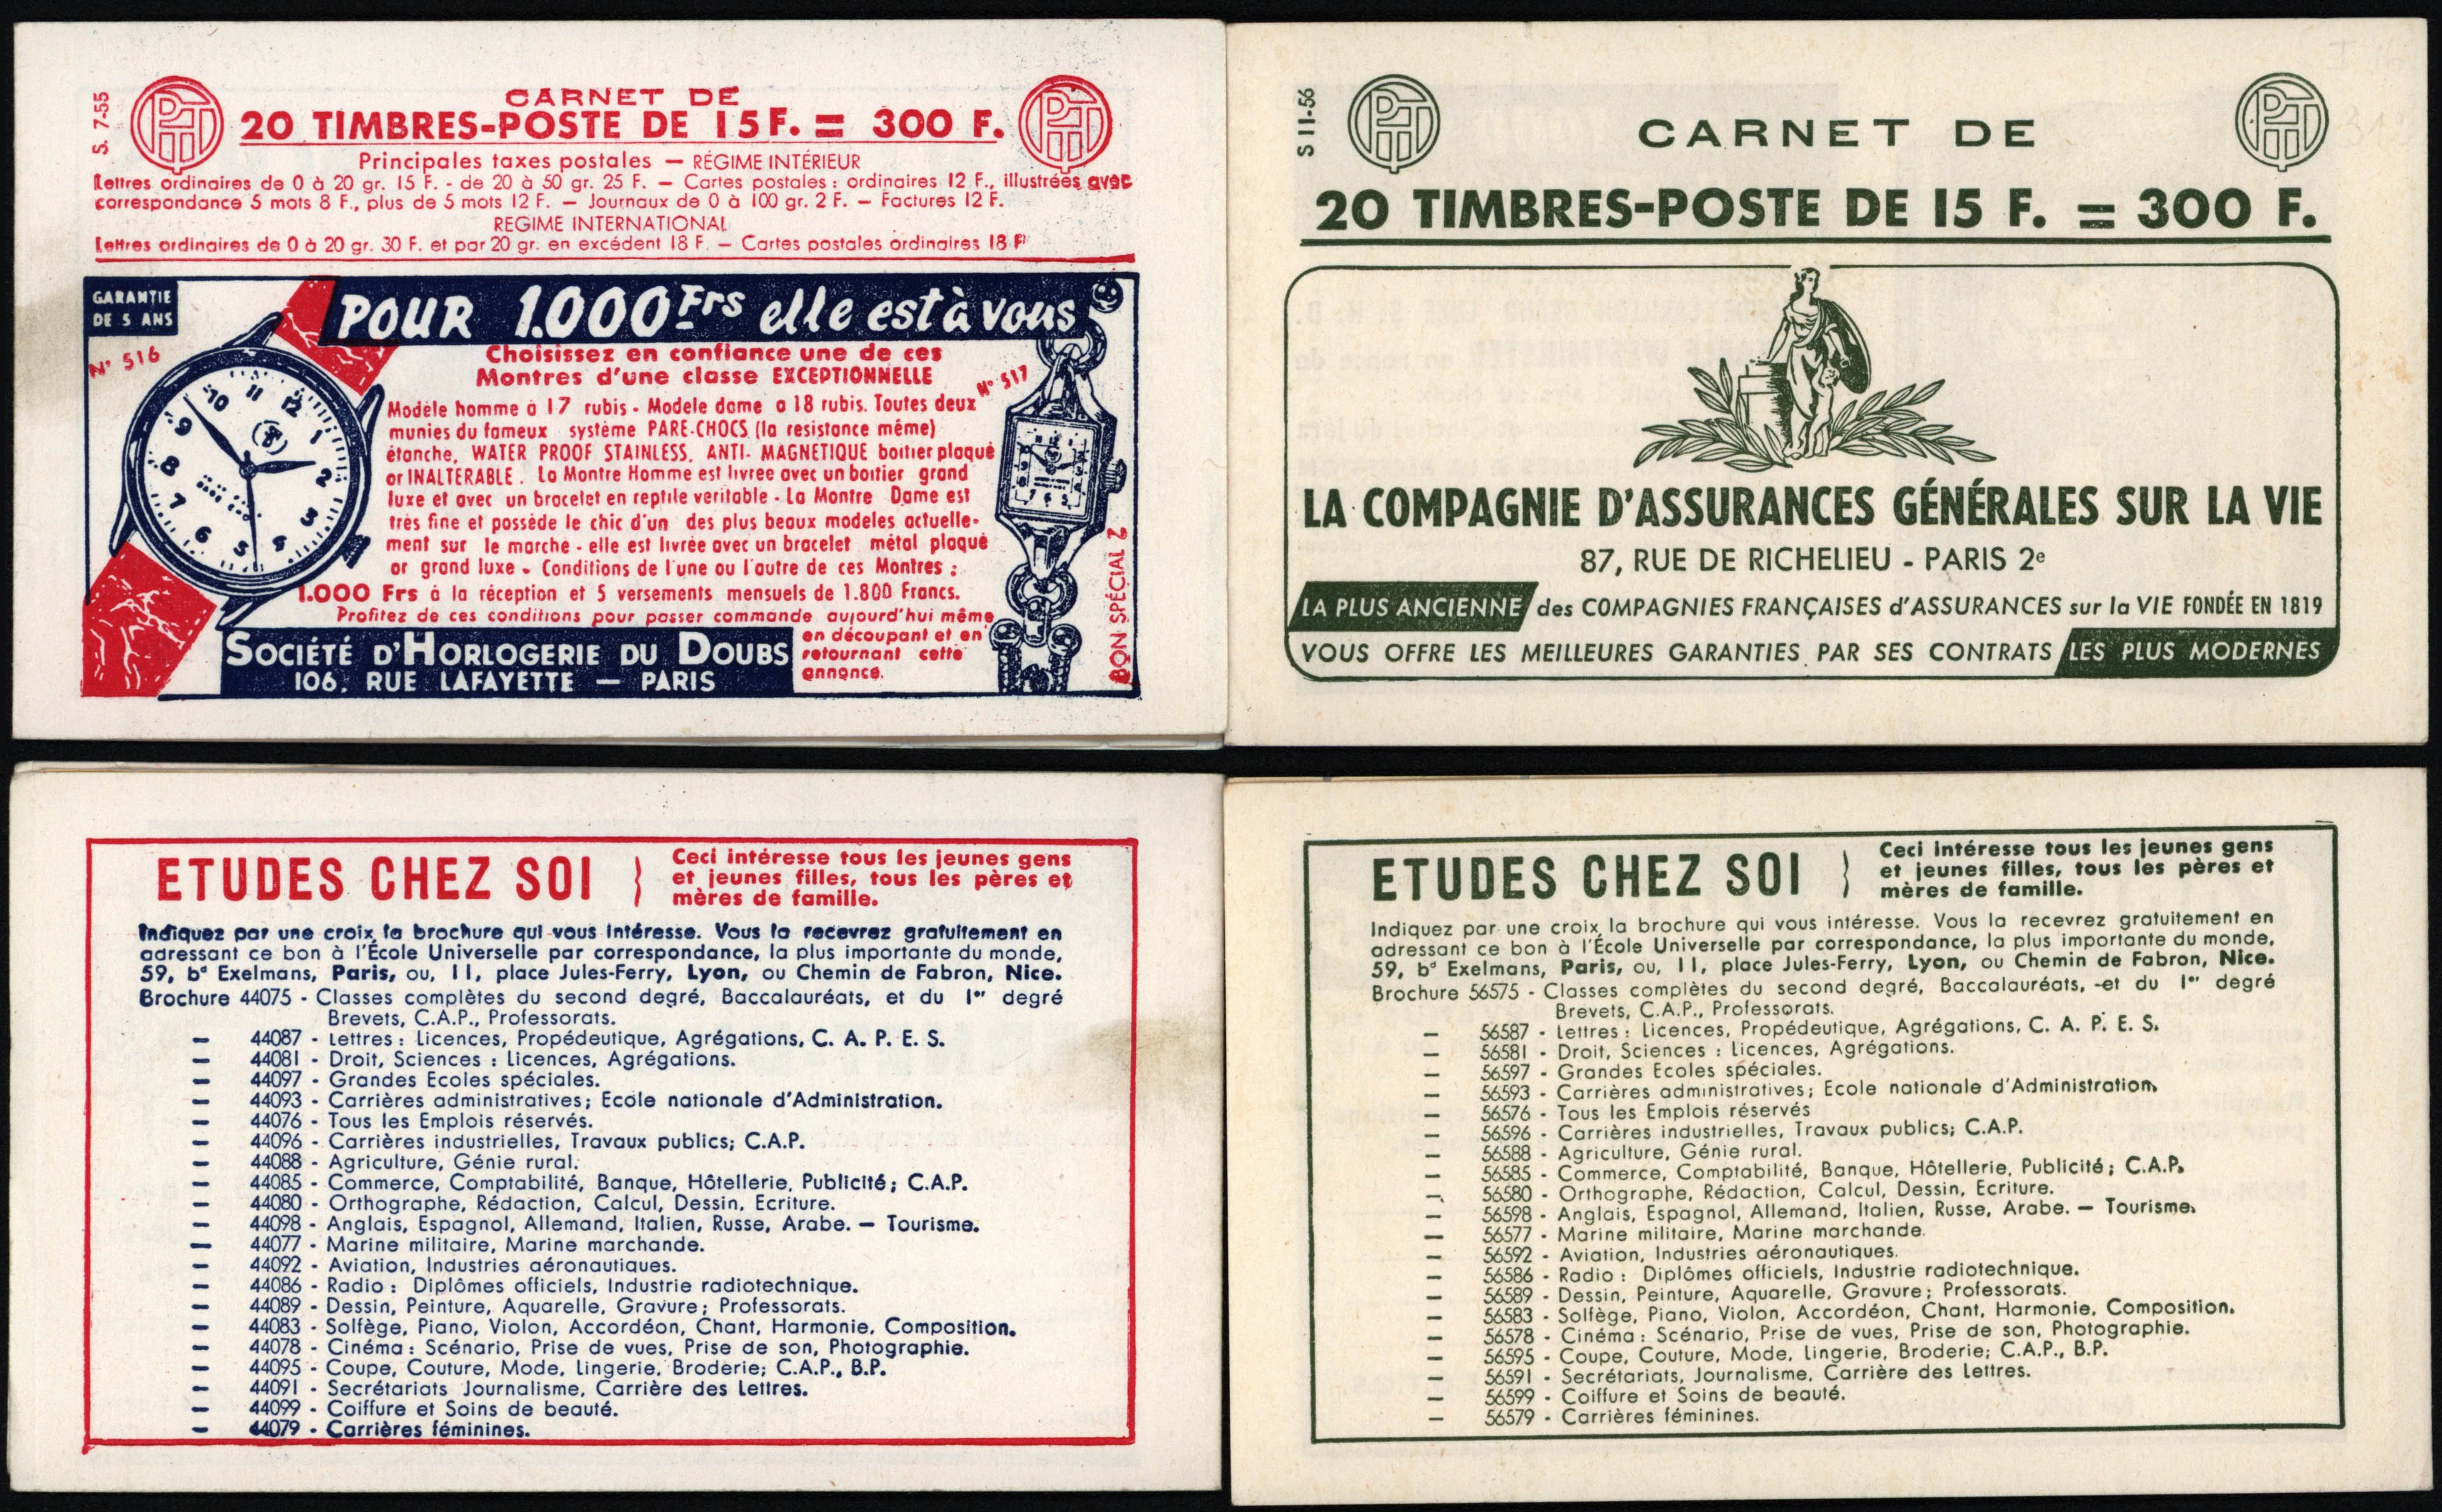 S. 7-55
PTT
CARNET DE
PTT
20 TIMBRES-POSTE DE 15 F. = 300 F.
Principales taxes postales — RÉGIME INTÉRIEUR
Lettres ordinaires de 0 à 20 gr. 15 F. - de 20 à 50 gr. 25 F. — Cartes postales : ordinaires 12 F., illustrées avec
correspondance 5 mots 8 F., plus de 5 mots 12 F. — Journaux de 0 à 100 gr. 2 F. — Factures 12 F.
REGIME INTERNATIONAL
Lettres ordinaires de 0 à 20 gr. 30 F. et par 20 gr. en excédent 18 F. — Cartes postales ordinaires 18 F
GARANTIE
DE 5 ANS
POUR 1.000 Frs elle est à vous
N° 516
Choisissez en confiance une de ces
Montres d'une classe EXCEPTIONNELLE
N° 517
Modèle homme à 17 rubis - Modele dame a 18 rubis. Toutes deux
munies du fameux système PARE-CHOCS (la resistance même)
étanche, WATER PROOF STAINLESS, ANTI- MAGNETIQUE boitier plaqué
or INALTERABLE. La Montre Homme est livree avec un boitier grand
luxe et avec un bracelet en reptile veritable - La Montre Dame est
très fine et possède le chic d'un des plus beaux modeles actuelle-
ment sur le marche - elle est livrée avec un bracelet métal plaqué
or grand luxe - Conditions de l'une ou l'autre de ces Montres :
1.000 Frs à la réception et 5 versements mensuels de 1.800 Francs.
Profitez de ces conditions pour passer commande aujourd'hui même
en découpant et en
retournant cette
annonce.
SOCIÉTÉ D'HORLOGERIE DU DOUBS
106, RUE LAFAYETTE — PARIS
BON SPÉCIAL Z
S 11-56
PTT
CARNET DE
PTT
20 TIMBRES-POSTE DE 15 F. = 300 F.
LA COMPAGNIE D'ASSURANCES GÉNÉRALES SUR LA VIE
87, RUE DE RICHELIEU - PARIS 2e
LA PLUS ANCIENNE des COMPAGNIES FRANÇAISES d'ASSURANCES sur la VIE FONDÉE EN 1819
VOUS OFFRE LES MEILLEURES GARANTIES PAR SES CONTRATS LES PLUS MODERNES
ETUDES CHEZ SOI
Ceci intéresse tous les jeunes gens
et jeunes filles, tous les pères et
mères de famille.
Indiquez par une croix la brochure qui vous intéresse. Vous la recevrez gratuitement en
adressant ce bon à l'École Universelle par correspondance, la plus importante du monde,
59, bd Exelmans, Paris, ou, 11, place Jules-Ferry, Lyon, ou Chemin de Fabron, Nice.
Brochure 44075 - Classes complètes du second degré, Baccalauréats, et du 1er degré
Brevets, C.A.P., Professorats.
— 44087 - Lettres : Licences, Propédeutique, Agrégations, C. A. P. E. S.
— 44081 - Droit, Sciences : Licences, Agrégations.
— 44097 - Grandes Ecoles spéciales.
— 44093 - Carrières administratives; Ecole nationale d'Administration.
— 44076 - Tous les Emplois réservés.
— 44096 - Carrières industrielles, Travaux publics; C.A.P.
— 44088 - Agriculture, Génie rural.
— 44085 - Commerce, Comptabilité, Banque, Hôtellerie, Publicité; C.A.P.
— 44080 - Orthographe, Rédaction, Calcul, Dessin, Ecriture.
— 44098 - Anglais, Espagnol, Allemand, Italien, Russe, Arabe. — Tourisme.
— 44077 - Marine militaire, Marine marchande.
— 44092 - Aviation, Industries aéronautiques.
— 44086 - Radio : Diplômes officiels, Industrie radiotechnique.
— 44089 - Dessin, Peinture, Aquarelle, Gravure; Professorats.
— 44083 - Solfège, Piano, Violon, Accordéon, Chant, Harmonie, Composition.
— 44078 - Cinéma : Scénario, Prise de vues, Prise de son, Photographie.
— 44095 - Coupe, Couture, Mode, Lingerie, Broderie; C.A.P., B.P.
— 44091 - Secrétariats Journalisme, Carrière des Lettres.
— 44099 - Coiffure et Soins de beauté.
— 44079 - Carrières féminines.
ETUDES CHEZ SOI
Ceci intéresse tous les jeunes gens
et jeunes filles, tous les pères et
mères de famille.
Indiquez par une croix la brochure qui vous intéresse. Vous la recevrez gratuitement en
adressant ce bon à l'École Universelle par correspondance, la plus importante du monde,
59, bd Exelmans, Paris, ou, 11, place Jules-Ferry, Lyon, ou Chemin de Fabron, Nice.
Brochure 56575 - Classes complètes du second degré, Baccalauréats, -et du 1er degré
Brevets, C.A.P., Professorats.
— 56587 - Lettres : Licences, Propédeutique, Agrégations, C. A. P. E. S.
— 56581 - Droit, Sciences : Licences, Agrégations.
— 56597 - Grandes Ecoles spéciales.
— 56593 - Carrières administratives; Ecole nationale d'Administration.
— 56576 - Tous les Emplois réservés
— 56596 - Carrières industrielles, Travaux publics; C.A.P.
— 56588 - Agriculture, Génie rural.
— 56585 - Commerce, Comptabilité, Banque, Hôtellerie, Publicité; C.A.P.
— 56580 - Orthographe, Rédaction, Calcul, Dessin, Ecriture.
— 56598 - Anglais, Espagnol, Allemand, Italien, Russe, Arabe. — Tourisme.
— 56577 - Marine militaire, Marine marchande.
— 56592 - Aviation, Industries aéronautiques.
— 56586 - Radio : Diplômes officiels, Industrie radiotechnique.
— 56589 - Dessin, Peinture, Aquarelle, Gravure; Professorats.
— 56583 - Solfège, Piano, Violon, Accordéon, Chant, Harmonie, Composition.
— 56578 - Cinéma : Scénario, Prise de vues, Prise de son, Photographie.
— 56595 - Coupe, Couture, Mode, Lingerie, Broderie; C.A.P., B.P.
— 56591 - Secrétariats, Journalisme, Carrière des Lettres.
— 56599 - Coiffure et Soins de beauté.
— 56579 - Carrières féminines.